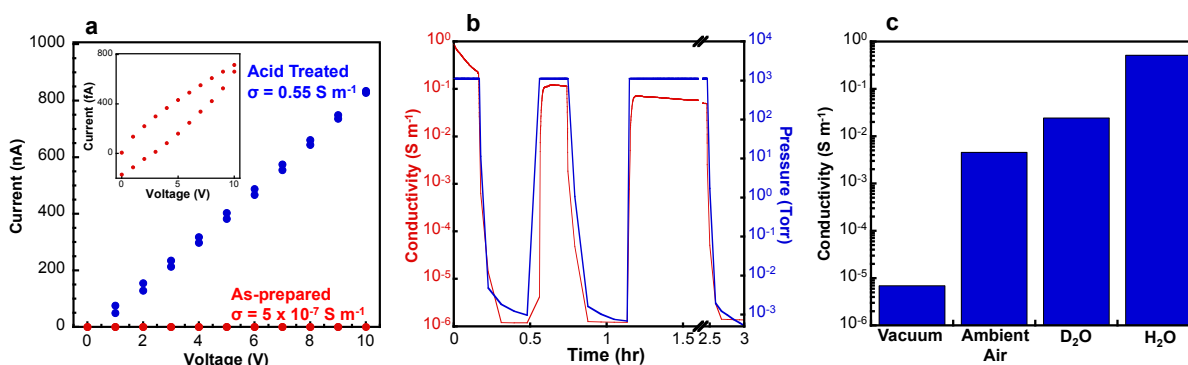 a
Current (nA)
1000
800
600
400
200
0
0
2
4
6
8
10
Voltage (V)
Acid Treated
σ = 0.55 S m⁻¹
As-prepared
σ = 5 x 10⁻⁷ S m⁻¹
Current (fA)
800
400
0
0
5
10
Voltage (V)
b
Conductivity (S m⁻¹)
10⁰
10⁻¹
10⁻²
10⁻³
10⁻⁴
10⁻⁵
10⁻⁶
0
0.5
1
1.5
2.5
3
Time (hr)
10⁴
10³
10²
10¹
10⁰
10⁻¹
10⁻²
10⁻³
Pressure (Torr)
c
Conductivity (S m⁻¹)
10⁰
10⁻¹
10⁻²
10⁻³
10⁻⁴
10⁻⁵
10⁻⁶
Vacuum
Ambient
Air
D₂O
H₂O